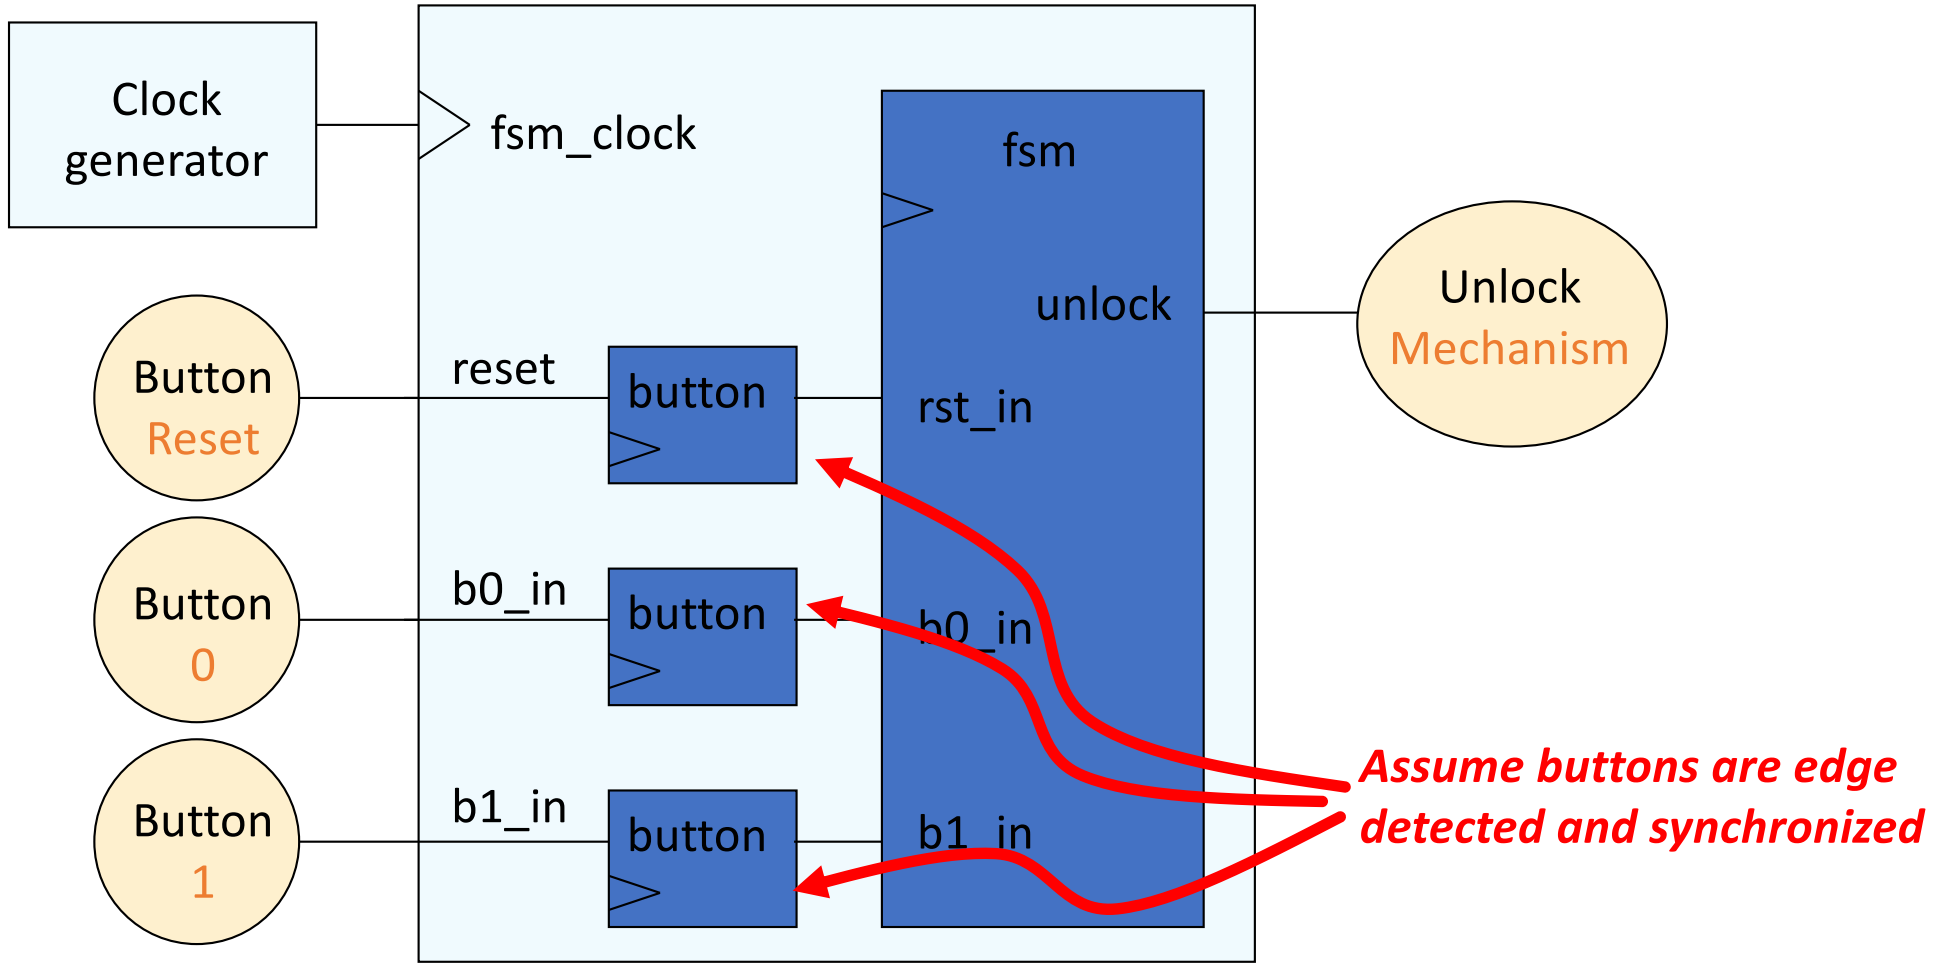 Clock
generator
fsm_clock
fsm
unlock
Unlock
Mechanism
Button
Reset
reset
button
rst_in
Button
0
b0_in
button
b0_in
Button
1
b1_in
button
b1_in
Assume buttons are edge
detected and synchronized